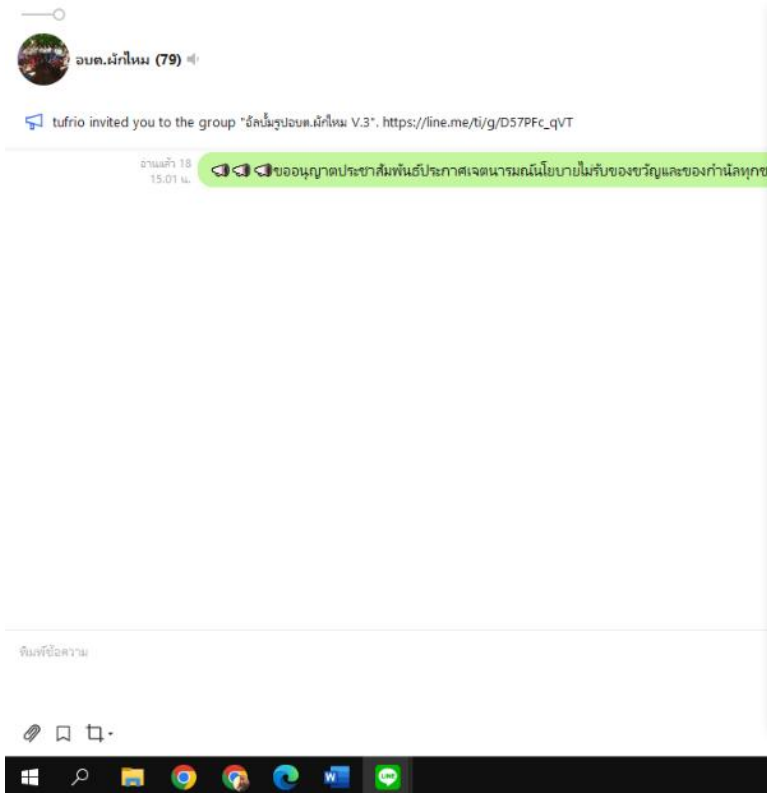 อบต.ผักไหม (79)
tufrio invited you to the group "อัลบั้มรูปอบต.ผักไหม V.3". https://line.me/ti/g/D57PFc_qVT
อ่านแล้ว 18
15.01 น.
ขออนุญาตประชาสัมพันธ์ประกาศเจตนารมณ์นโยบายไม่รับของขวัญและของกำนัลทุกช
พิมพ์ข้อความ
W
LINE